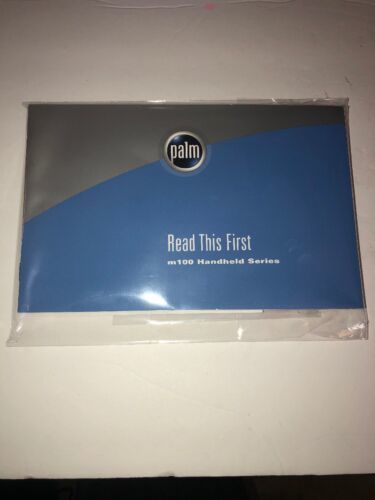 palm
Read This First
m100 Handheld Series